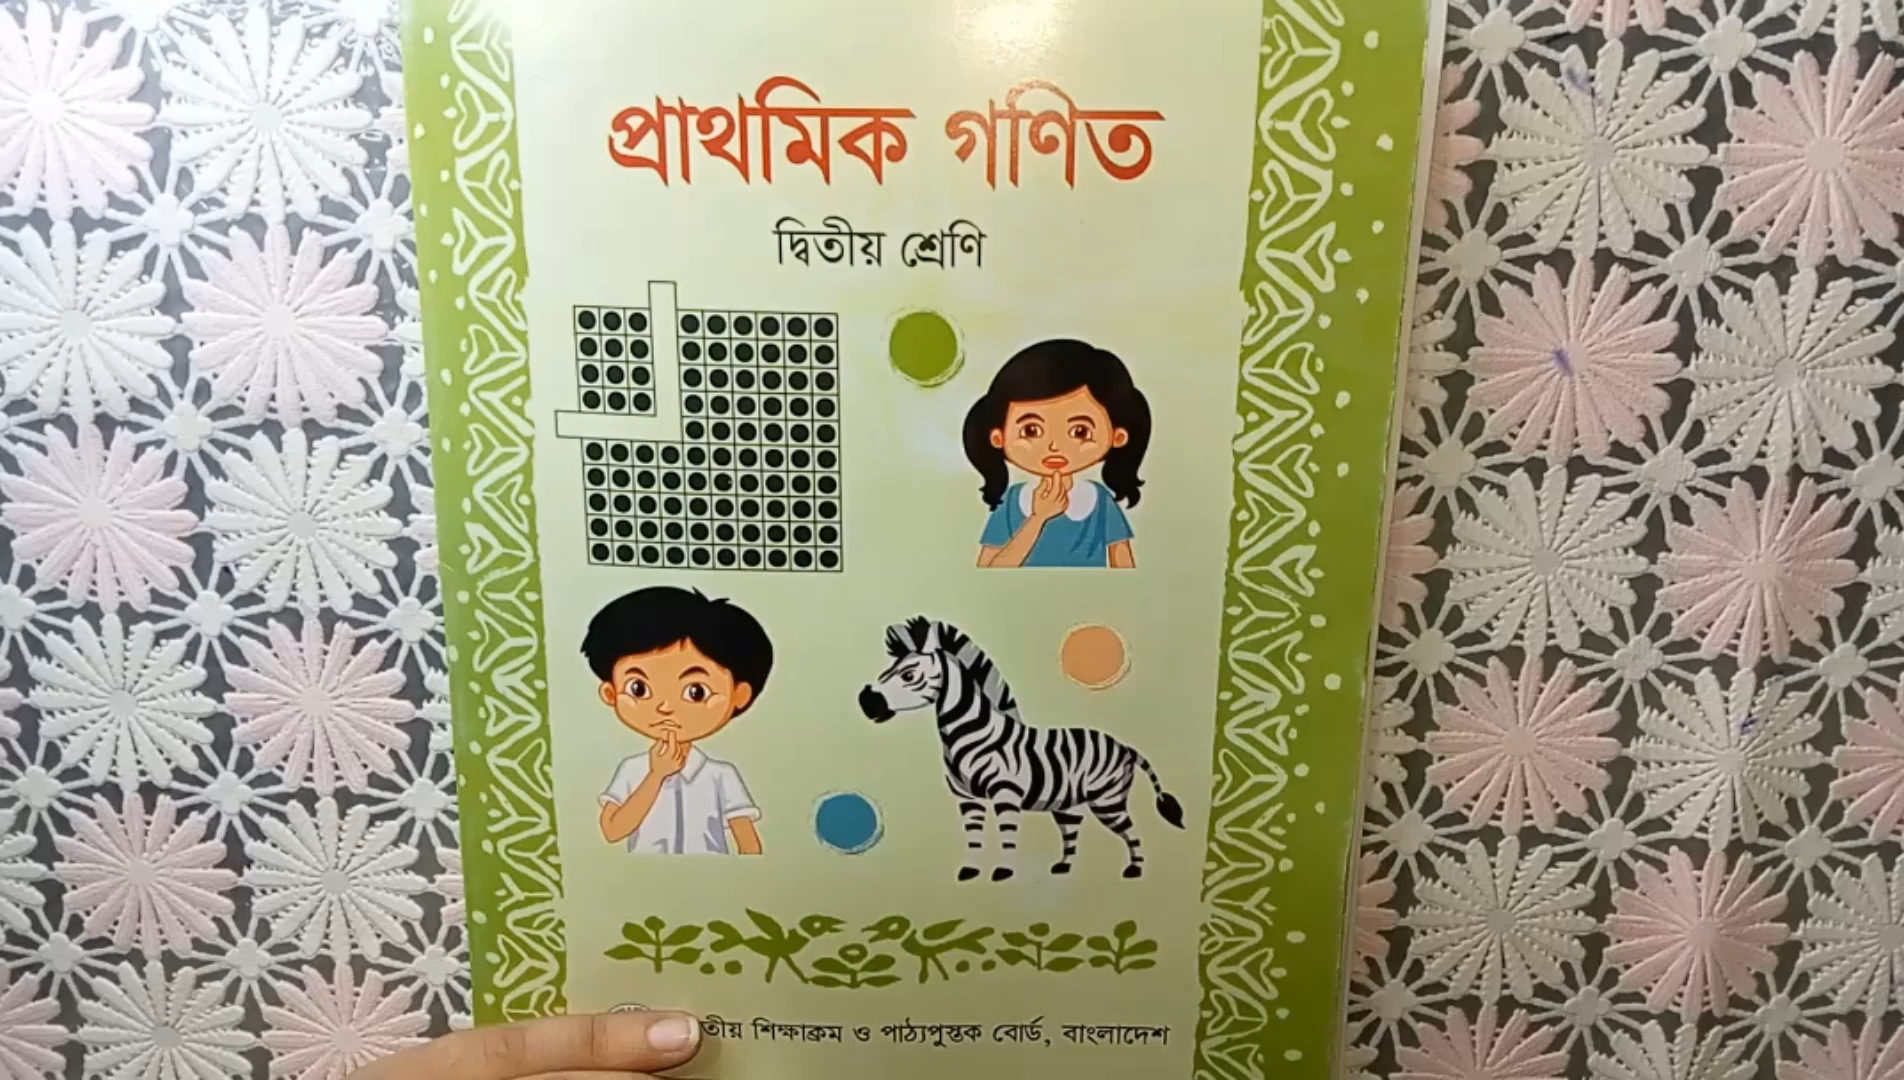 প্রাথমিক গণিত
দ্বিতীয় শ্রেণি
শিক্ষাক্রম ও পাঠ্যপুস্তক বোর্ড, বাংলাদেশ